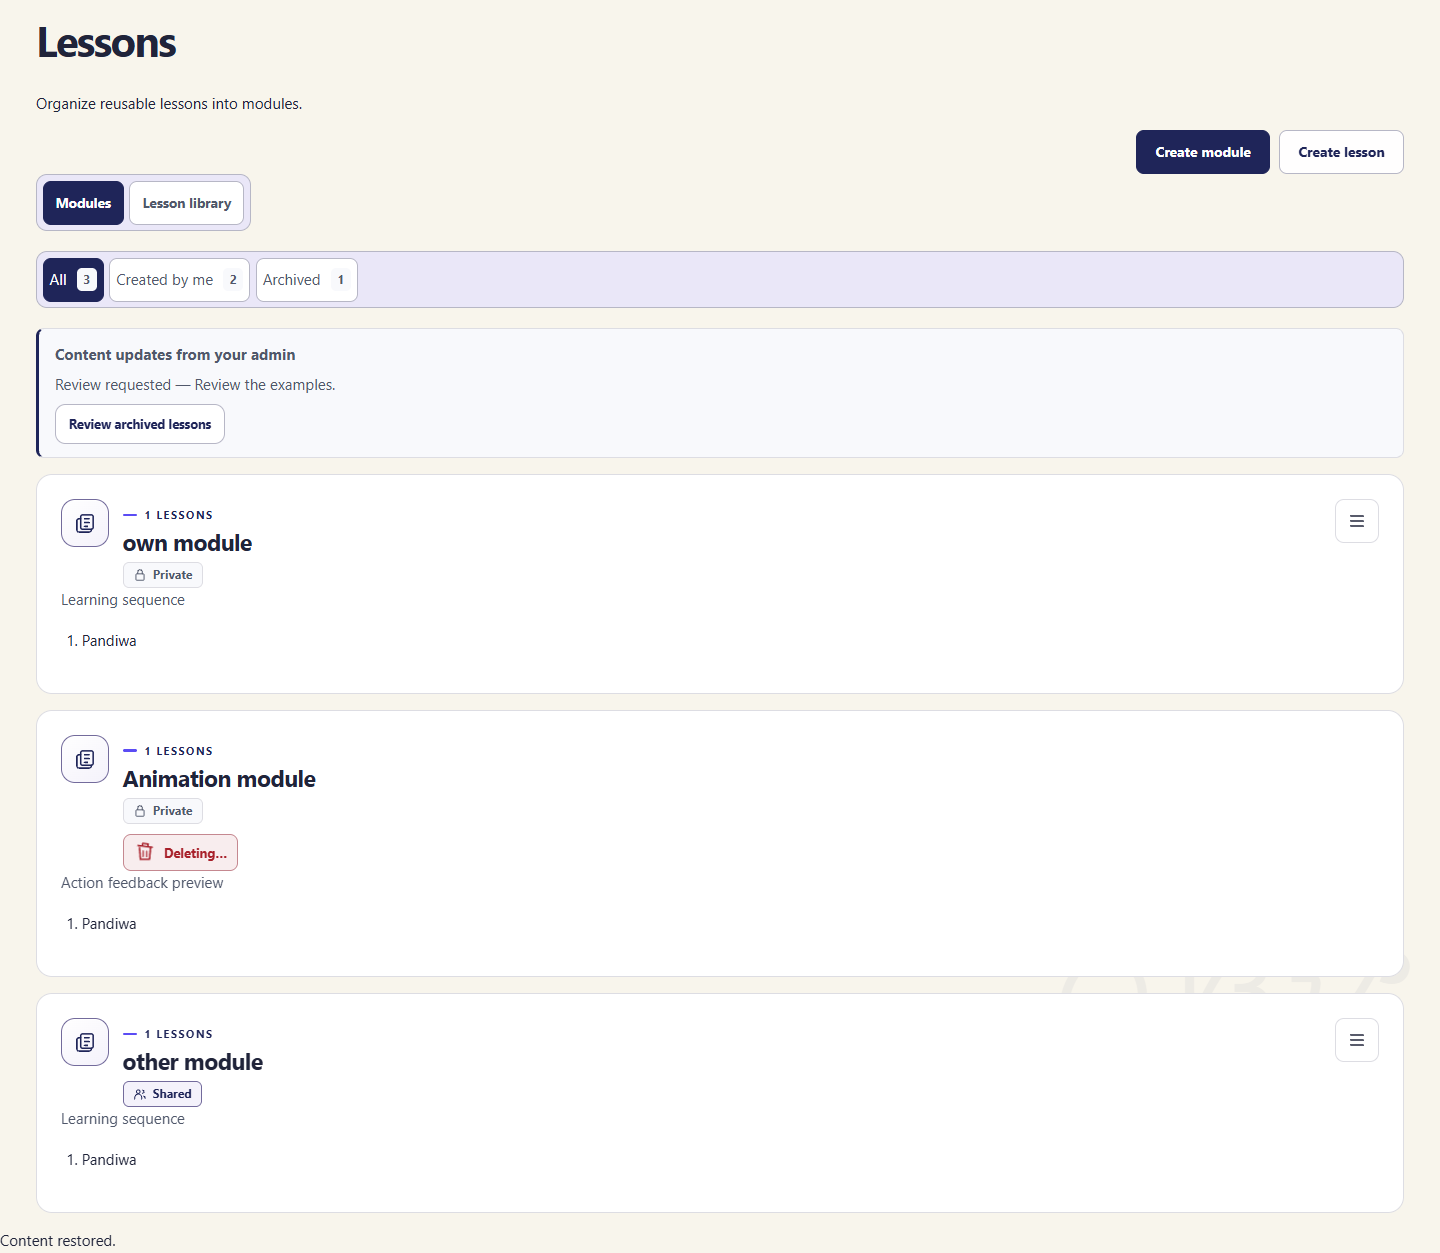 Lessons
Organize reusable lessons into modules.
Create module
Create lesson
Modules
Lesson library
All 3
Created by me 2
Archived 1
Content updates from your admin
Review requested — Review the examples.
Review archived lessons
1 LESSONS
own module
Private
Learning sequence
1. Pandiwa
1 LESSONS
Animation module
Private
Deleting...
Action feedback preview
1. Pandiwa
1 LESSONS
other module
Shared
Learning sequence
1. Pandiwa
Content restored.